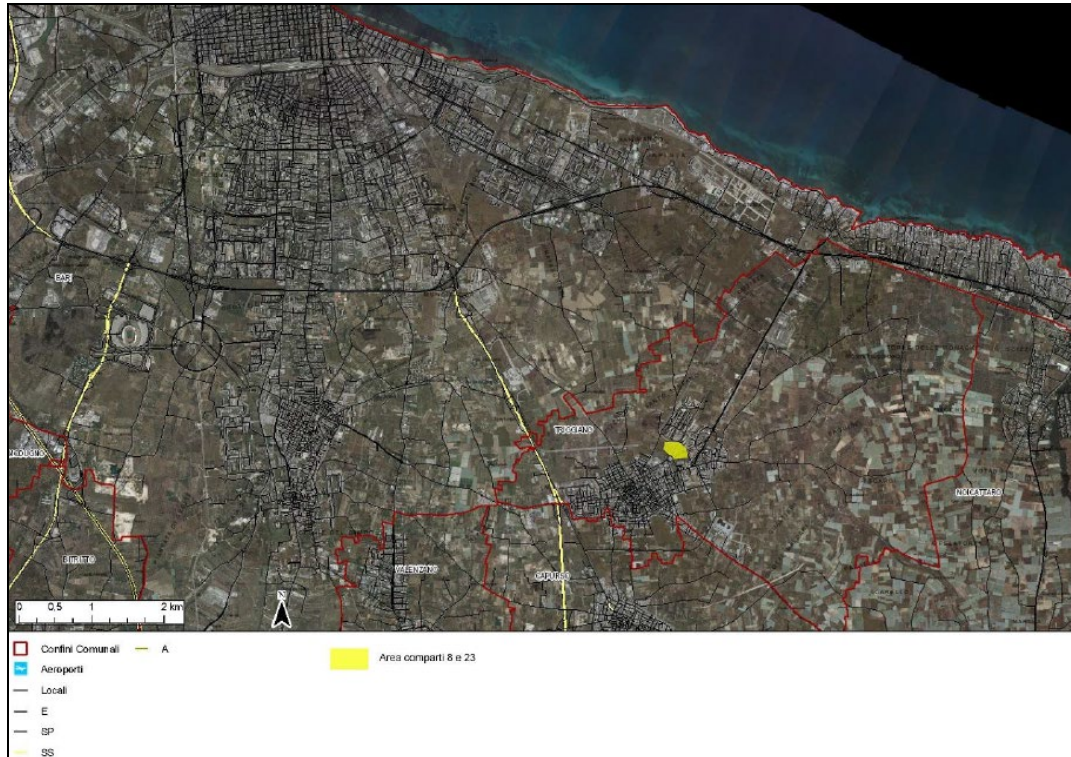 BARI
TRIGGIANO
NOICATTARO
BITRITTO
VALENZANO
CAPURSO
0 0,5 1 2 km
N
Confini Comunali
A
Area comparti 8 e 23
Aeroporti
Locali
E
SP
SS